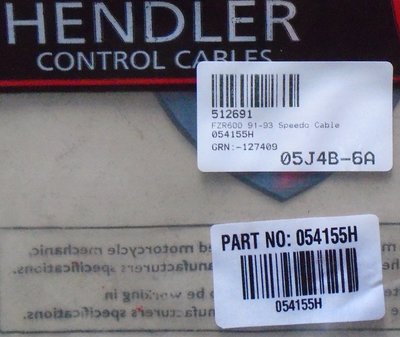 HENDLER
CONTROL CABLES
512691
FZR600 91-93 Speedo Cable
054155H
GRN:-127409
05J4B-6A
PART NO: 054155H
054155H
motorcycle mechanic.
specifications.
be working in
specifications.